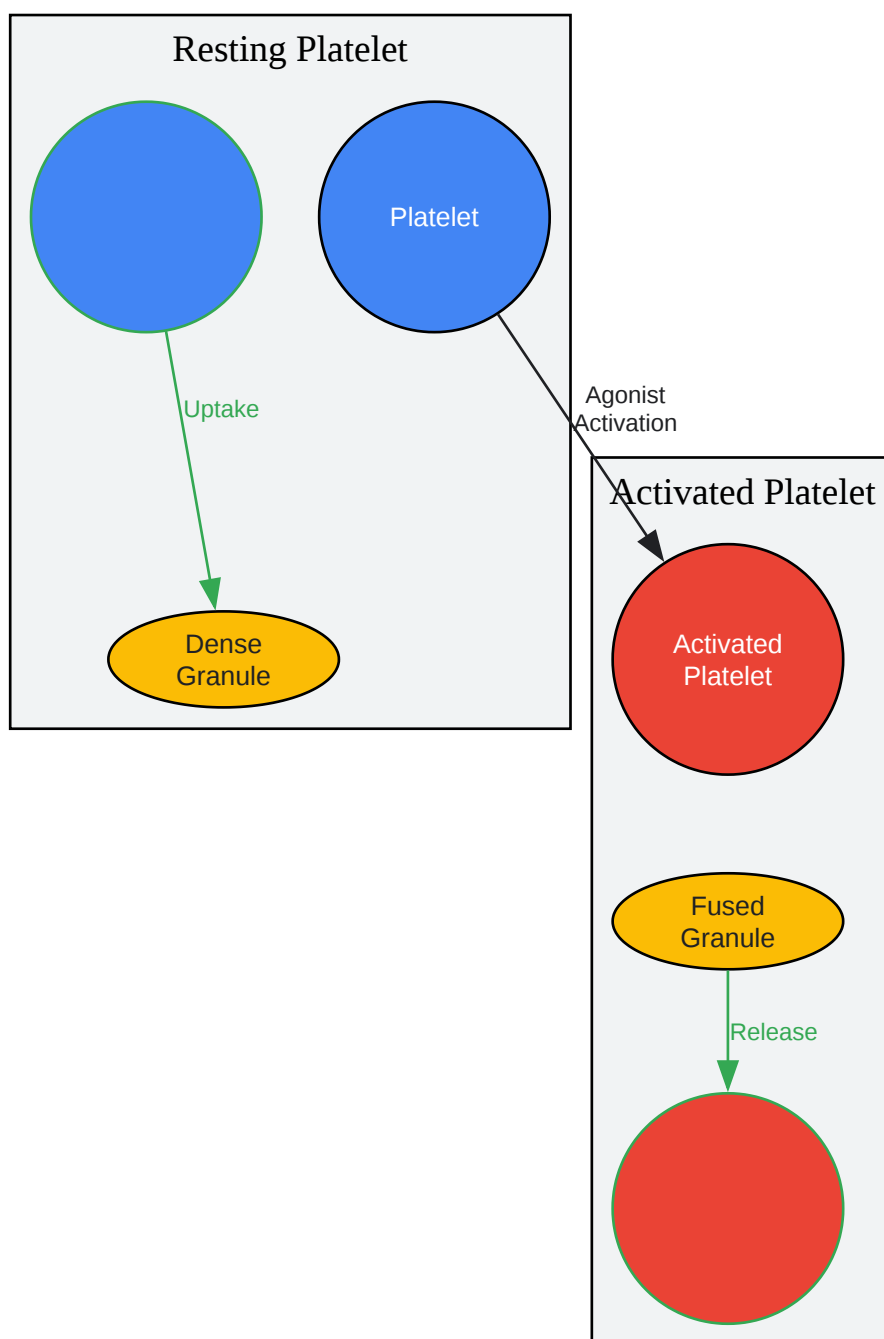 Resting Platelet
Platelet
Uptake
Agonist
Activation
Activated Platelet
Dense
Granule
Activated
Platelet
Fused
Granule
Release